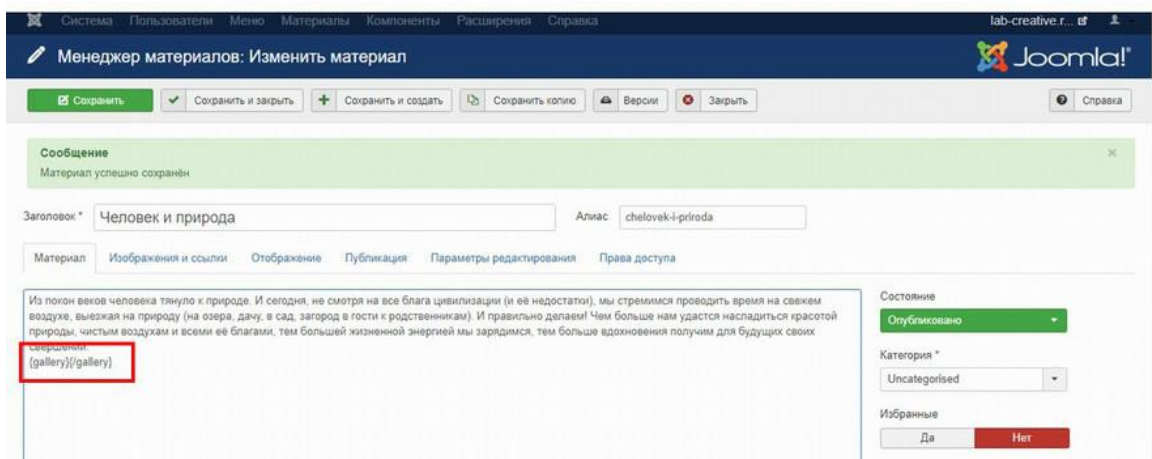 Система Пользователи Меню Материалы Компоненты Расширения Справка lab-creative.r...
Менеджер материалов: Изменить материал Joomla!®
Сохранить Сохранить и закрыть Сохранить и создать Сохранить копию Версии Закрыть Справка
Сообщение ×
Материал успешно сохранён
Заголовок * Человек и природа Алиас chelovek-i-priroda
Материал Изображения и ссылки Отображение Публикация Параметры редактирования Права доступа
Из покон веков человека тянуло к природе. И сегодня, не смотря на все блага цивилизации (и её недостатки), мы стремимся проводить время на свежем
воздухе, выезжая на природу (на озера, дачу, в сад, загород в гости к родственникам). И правильно делаем! Чем больше нам удастся насладиться красотой
природы, чистым воздухам и всеми её благами, тем большей жизненной энергией мы зарядимся, тем больше вдохновения получим для будущих своих
свершений.
{gallery}{/gallery}
Состояние
Опубликовано
Категория *
Uncategorised
Избранные
Да Нет